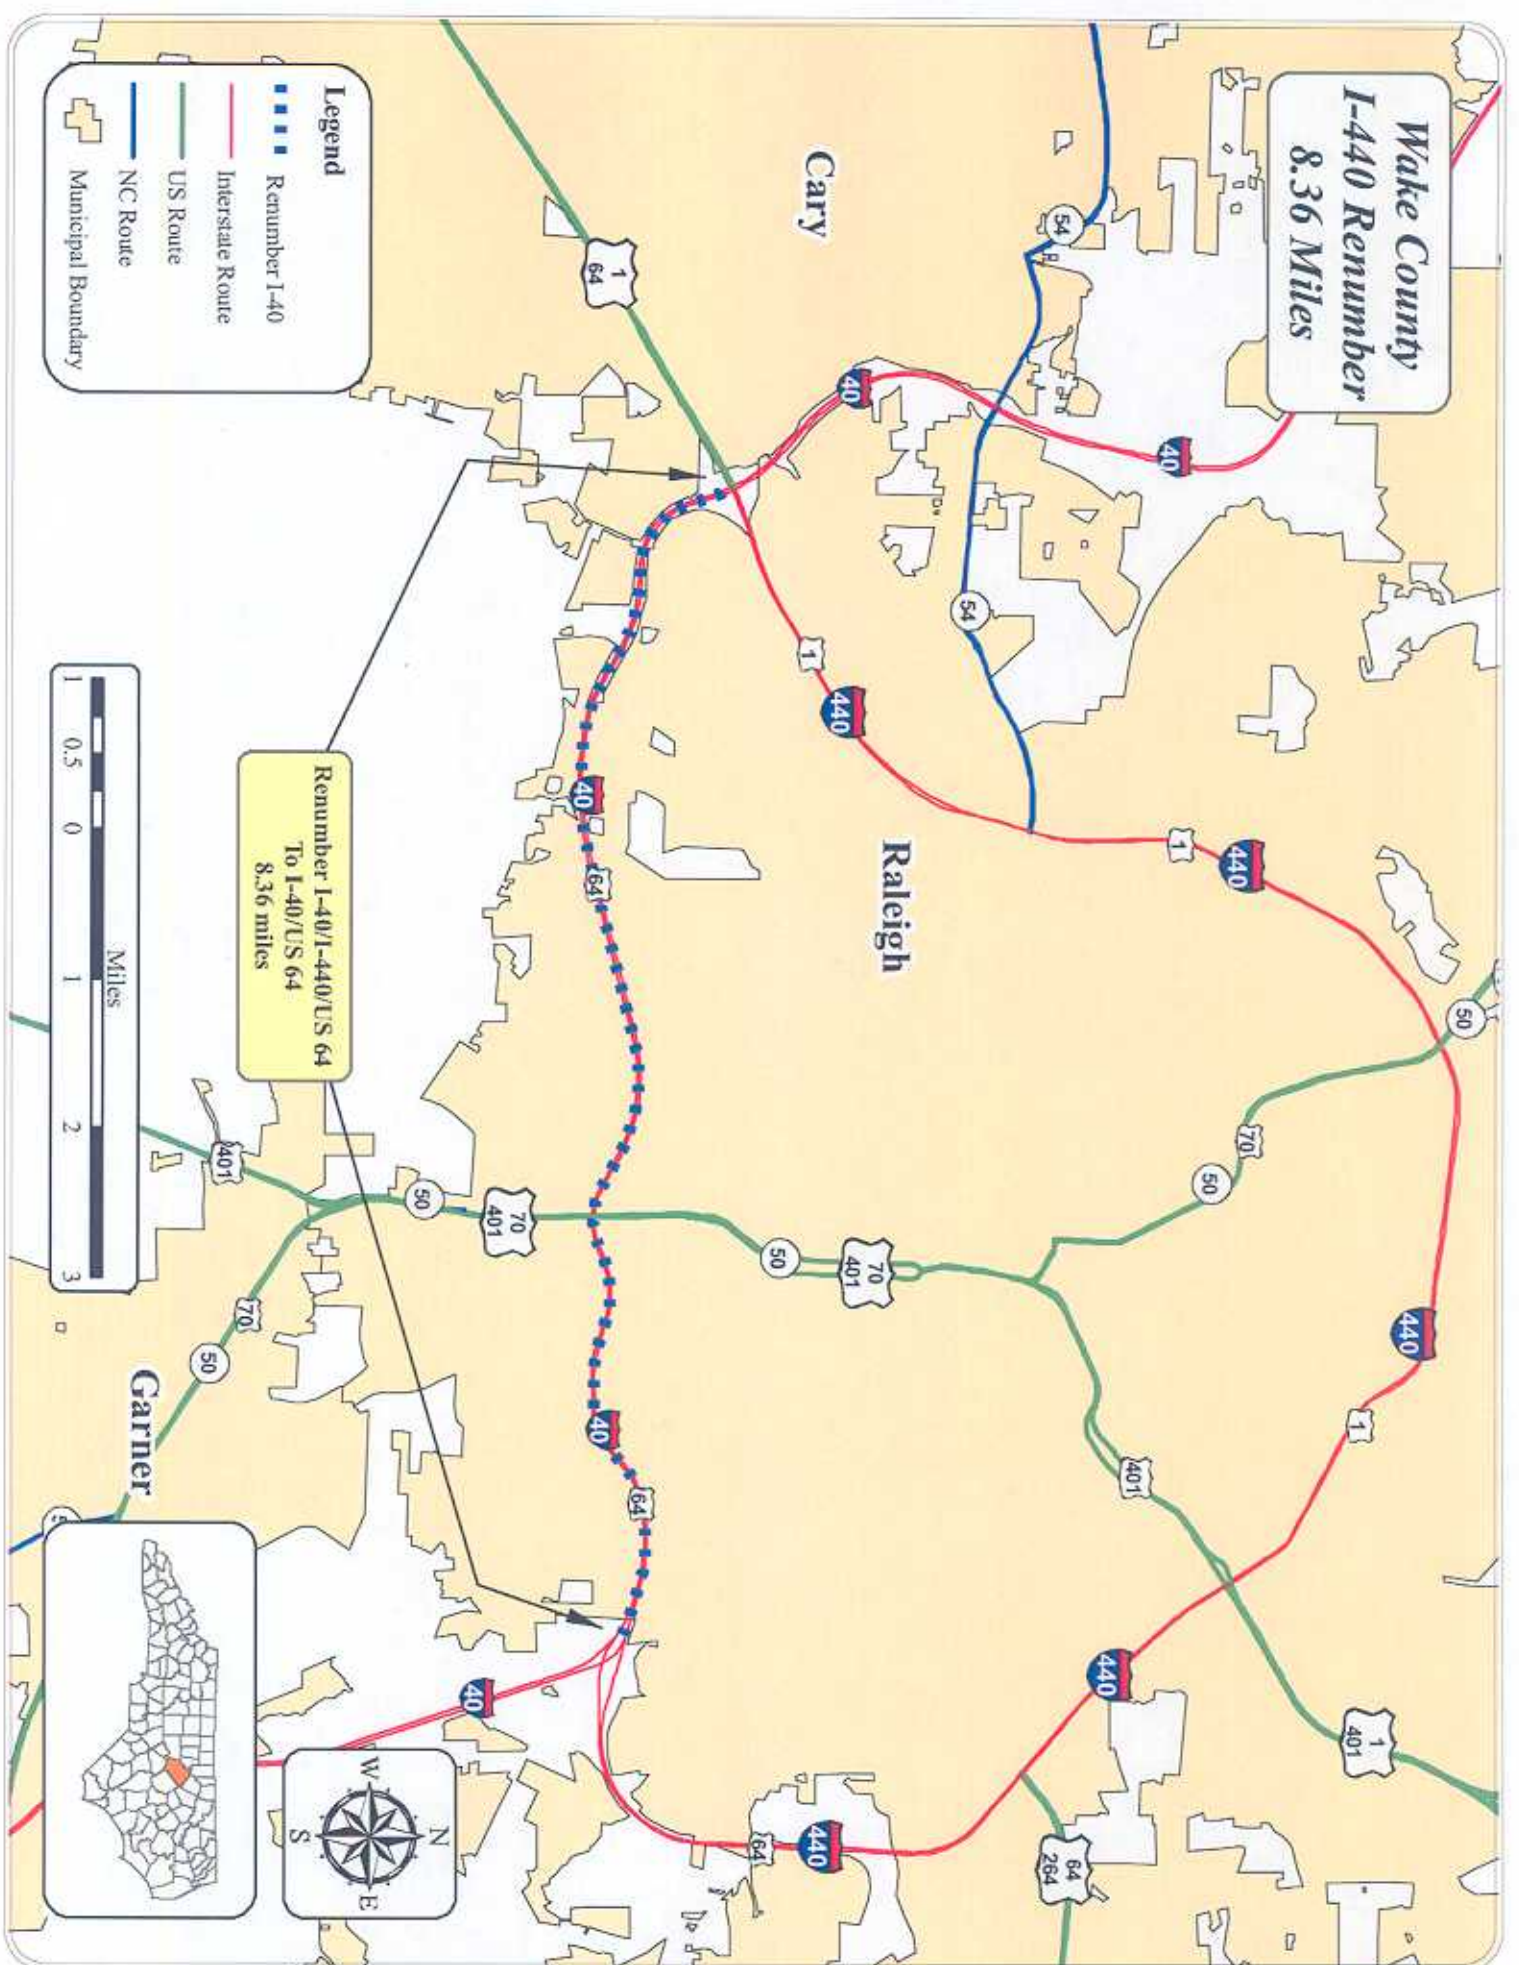 Wake County
I-440 Renumber
8.36 Miles
Cary
Raleigh
Garner
54
54
40
40
1
64
1
440
1
440
50
70
50
440
1
401
440
1
401
64
264
70
401
50
40
64
70
401
50
401
70
50
40
64
40
64
440
Renumber I-40/I-440/US 64
To I-40/US 64
8.36 miles
Legend
Renumber I-40
Interstate Route
US Route
NC Route
Municipal Boundary
Miles
1 0.5 0 1 2 3
N
W
E
S